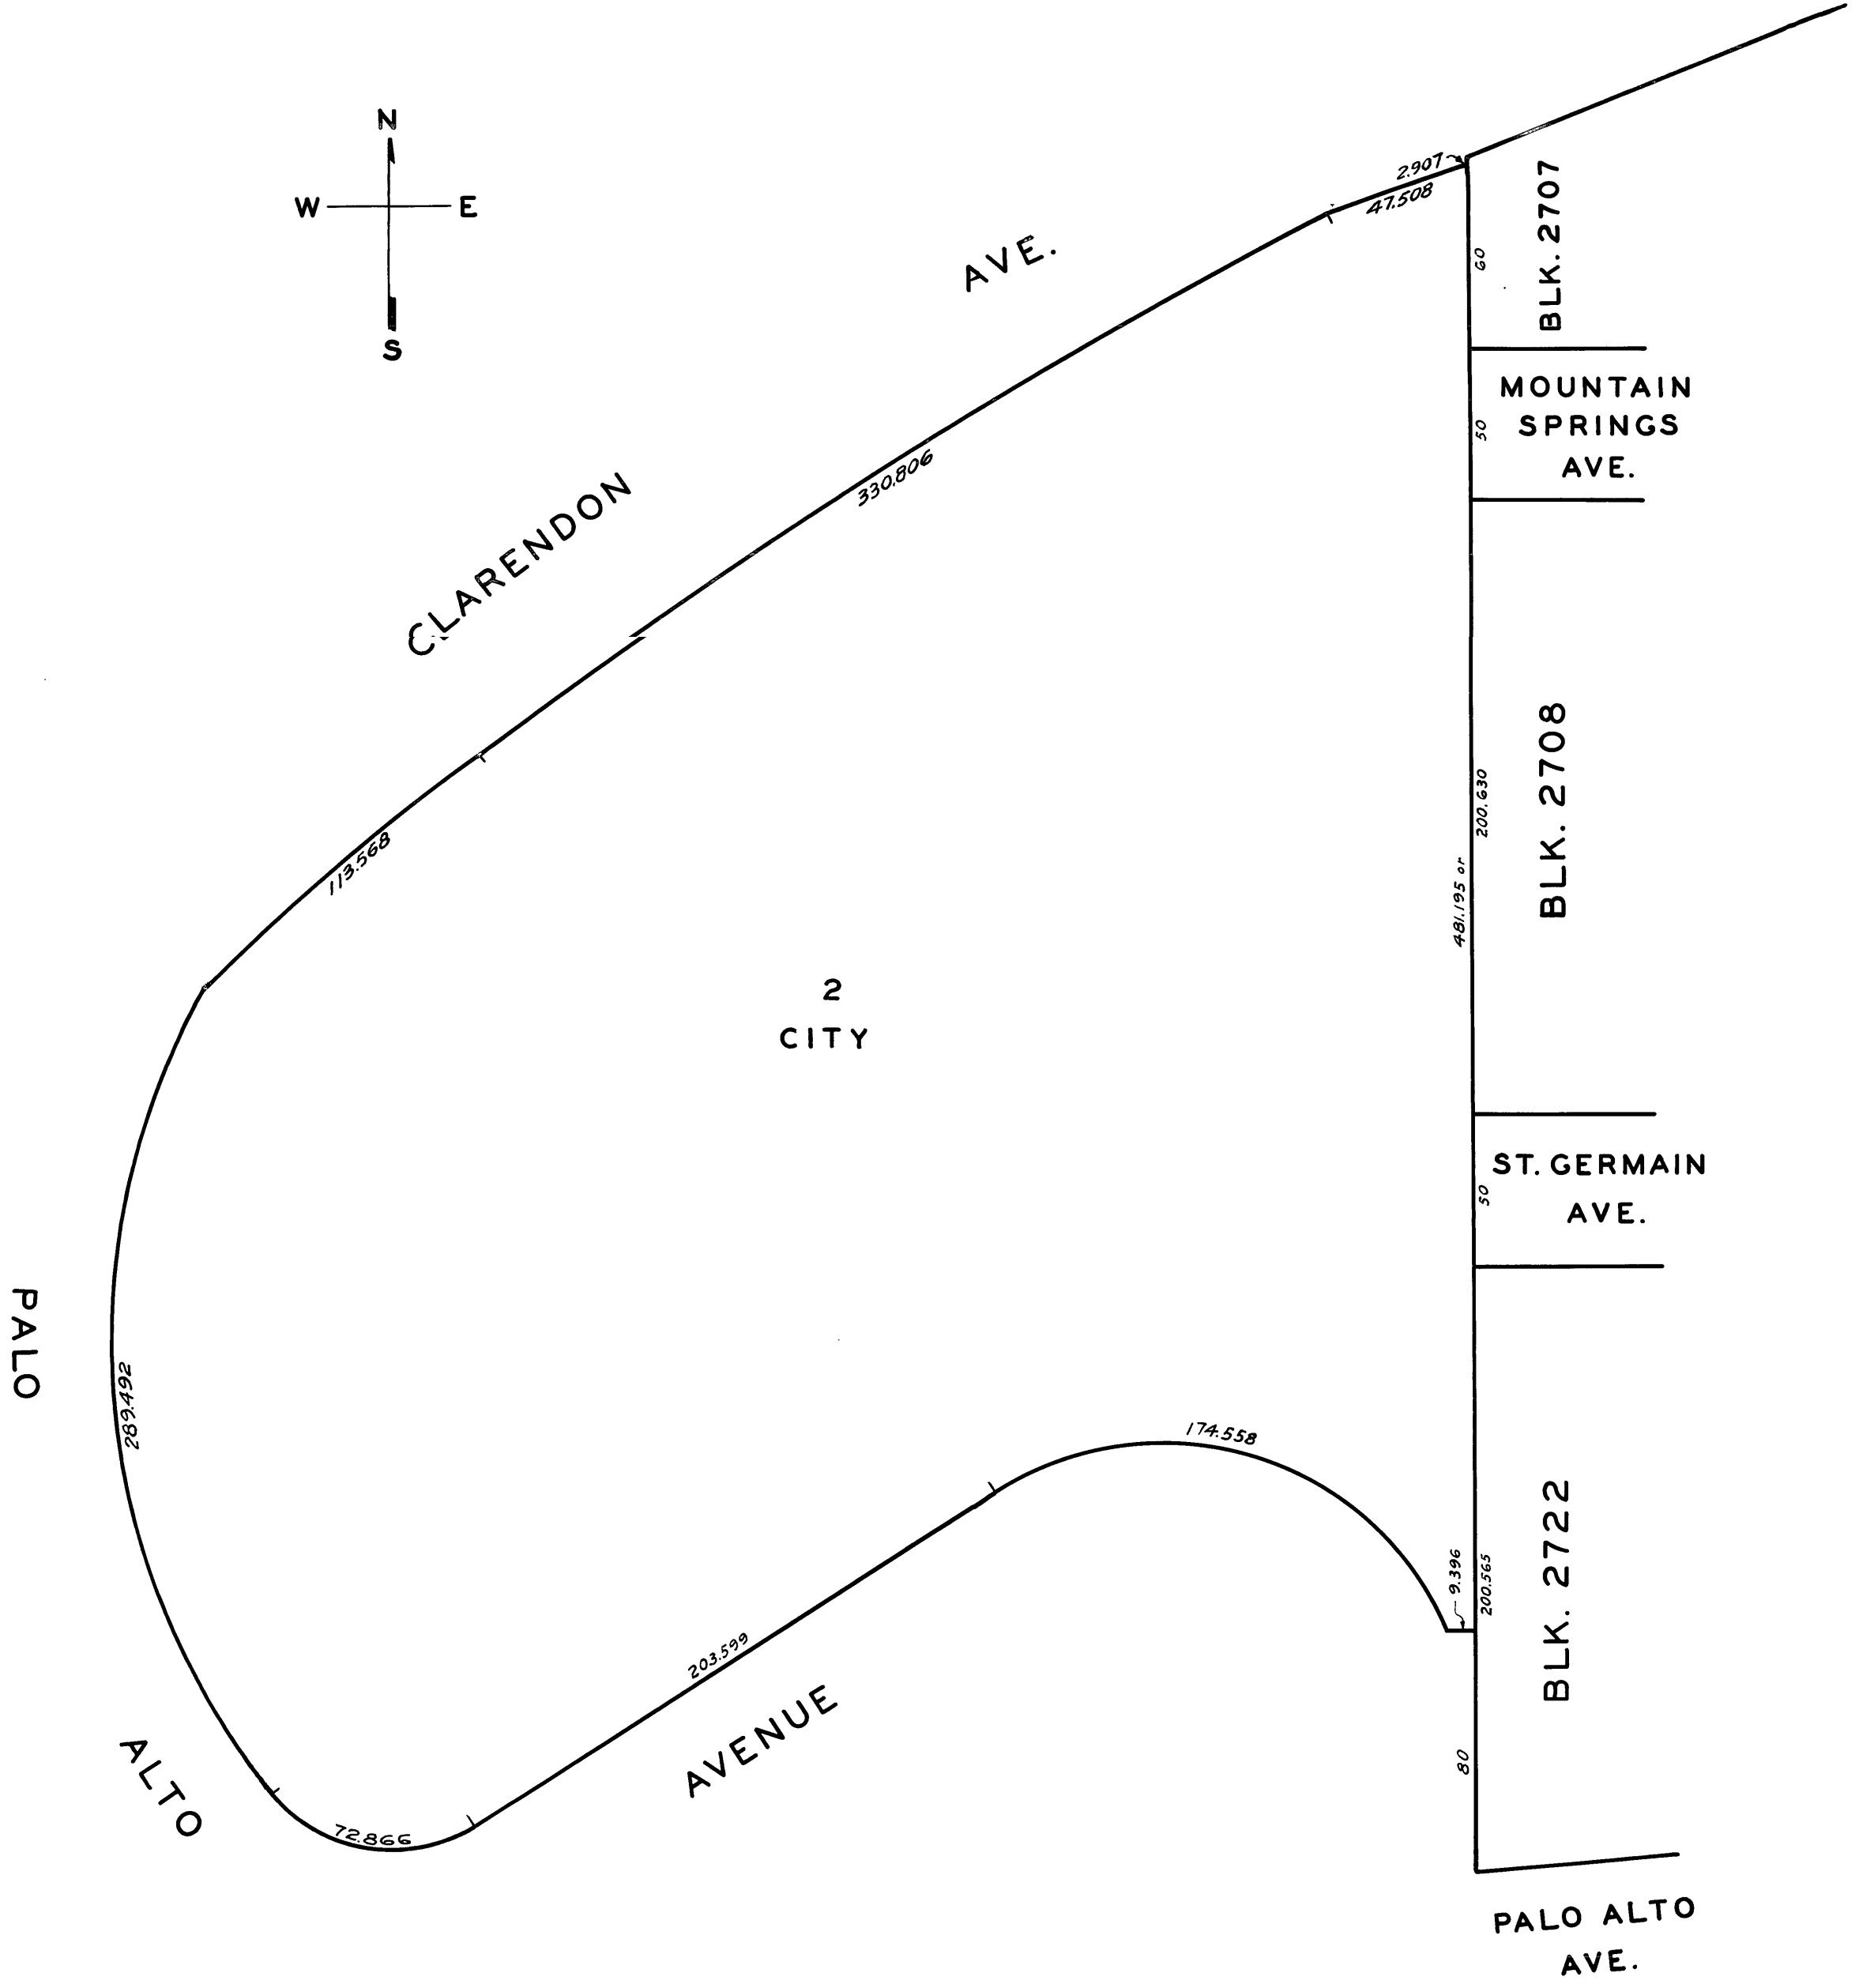 N
W E
S
2.907
47.508
AVE.
CLARENDON
330.806
113.568
60
BLK. 2707
50
MOUNTAIN
SPRINGS
AVE.
200.630
481.195 or
BLK. 2708
2
CITY
50
ST. GERMAIN
AVE.
PALO
289.492
174.558
9.396
200.565
BLK. 2722
203.599
AVENUE
ALTO
72.866
80
PALO ALTO
AVE.